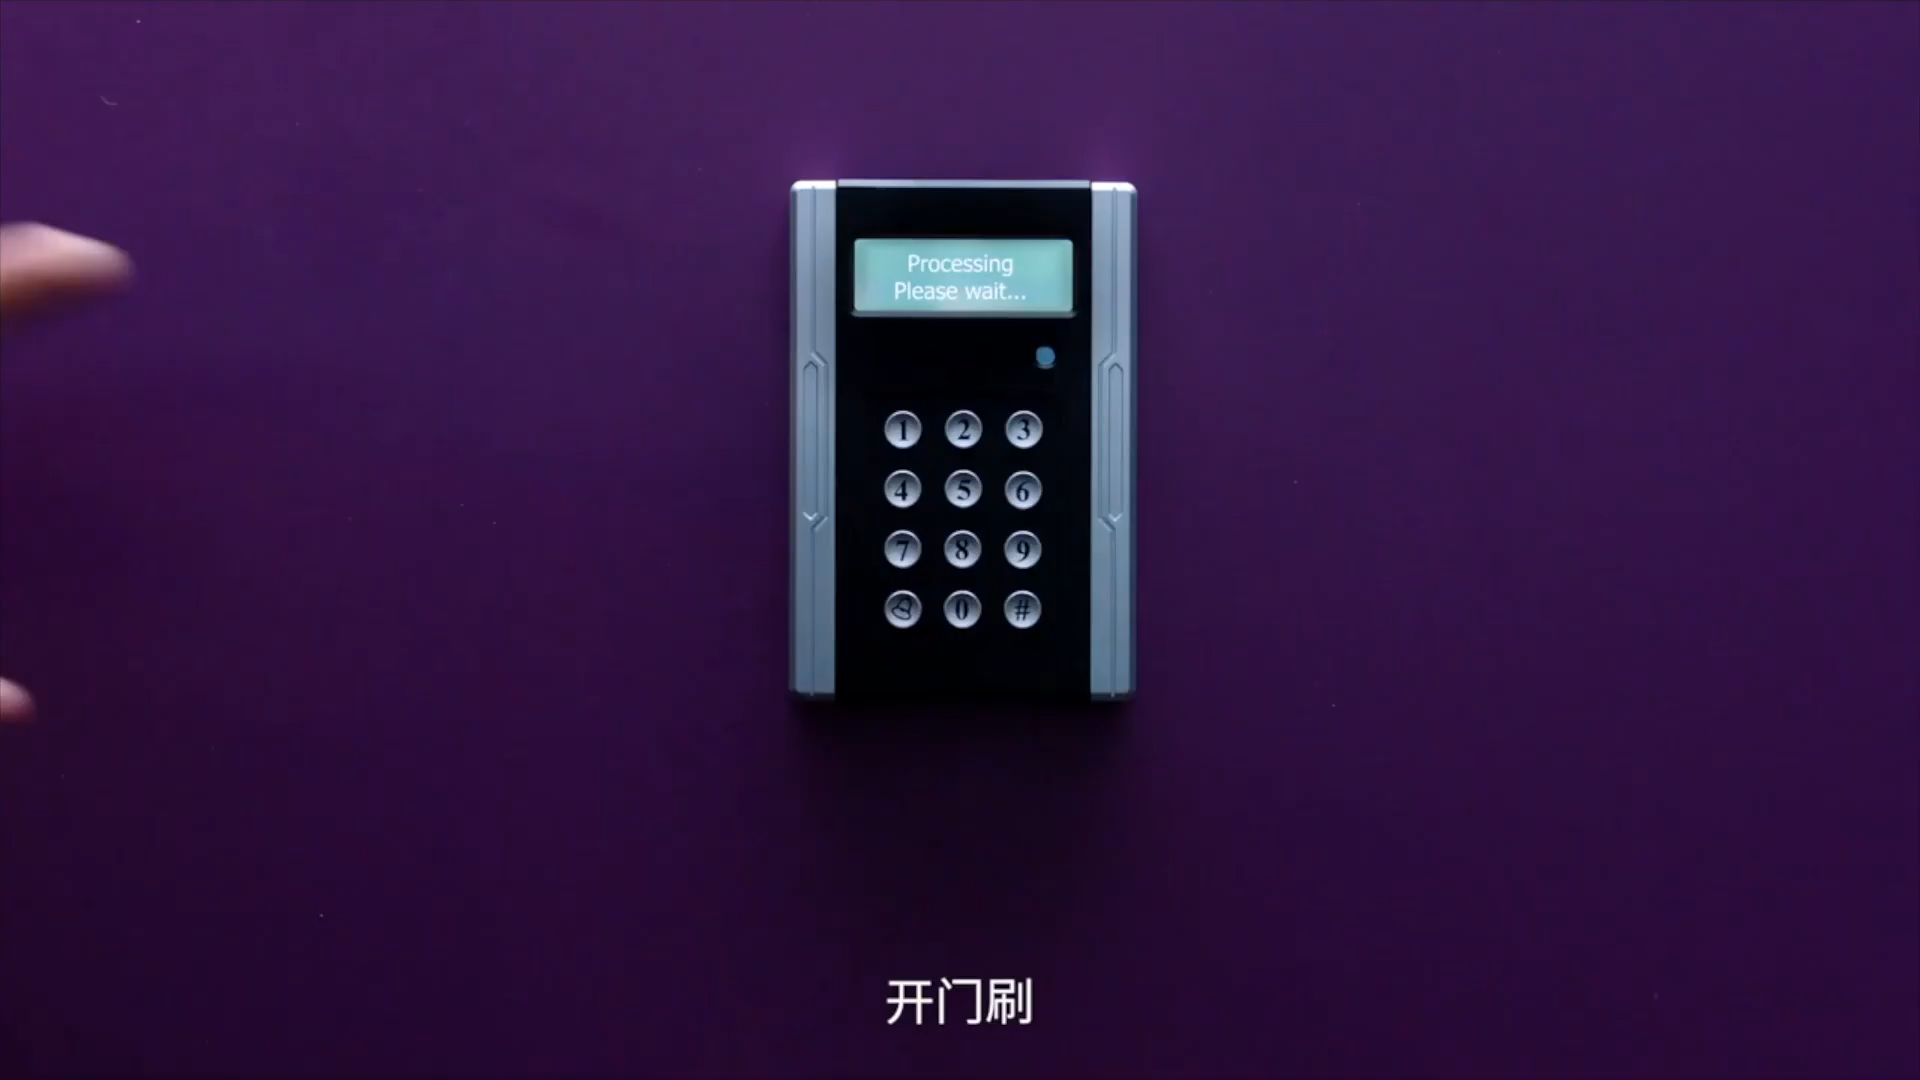 Processing
Please wait...
1 2 3
4 5 6
7 8 9
0 #
开门刷